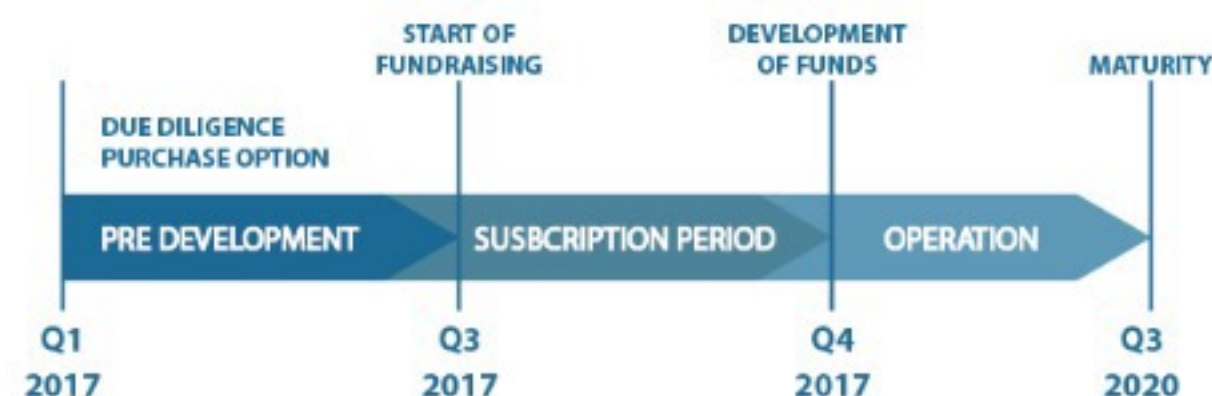 START OF
FUNDRAISING
DEVELOPMENT
OF FUNDS
MATURITY
DUE DILIGENCE
PURCHASE OPTION
PRE DEVELOPMENT
SUSBCRIPTION PERIOD
OPERATION
Q1
2017
Q3
2017
Q4
2017
Q3
2020